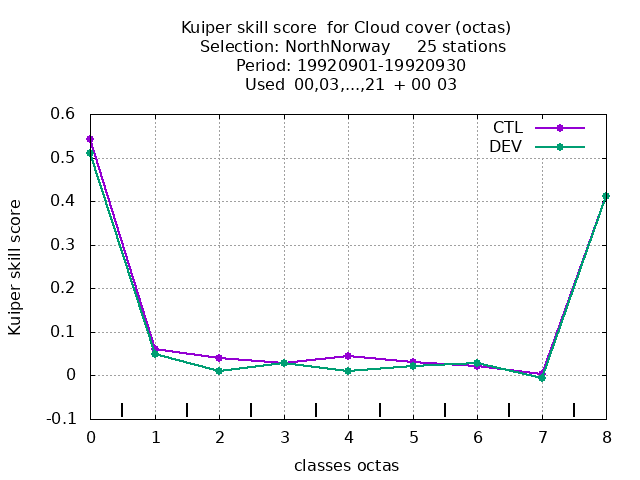 Kuiper skill score  for Cloud cover (octas)
Selection: NorthNorway     25 stations
Period: 19920901-19920930
Used  00,03,...,21  + 00 03
CTL
DEV
Kuiper skill score
0.6
0.5
0.4
0.3
0.2
0.1
0
-0.1
0 1 2 3 4 5 6 7 8
classes octas